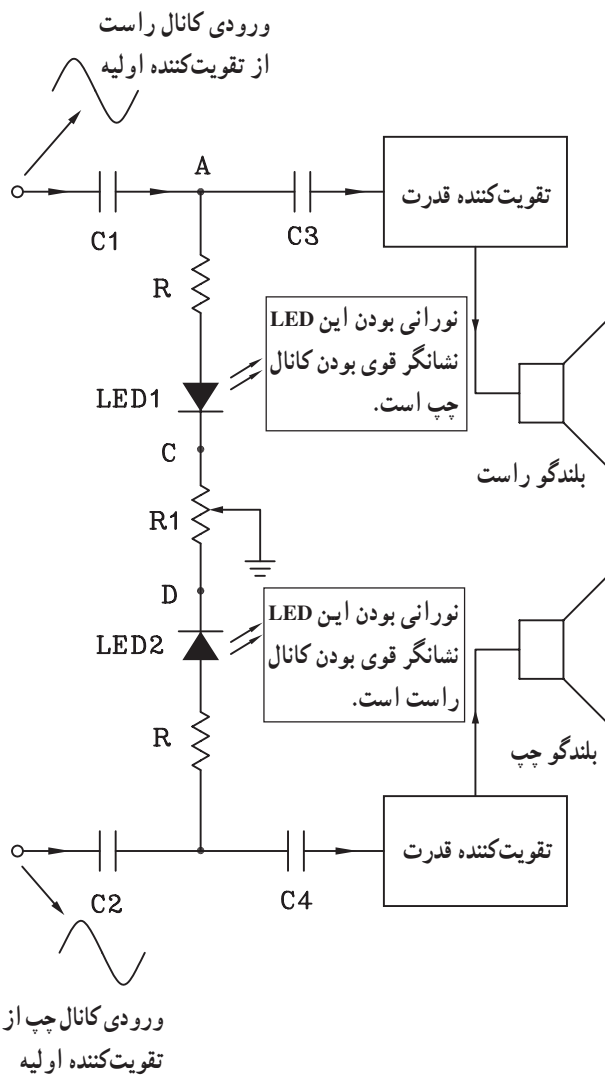 ورودی کانال راست
از تقویت‌کننده اولیه
A
C1
C3
تقویت‌کننده قدرت
R
نورانی بودن این LED
نشانگر قوی بودن کانال
چپ است.
LED1
C
بلندگو راست
R1
D
نورانی بودن این LED
نشانگر قوی بودن کانال
راست است.
LED2
R
بلندگو چپ
تقویت‌کننده قدرت
C2
C4
ورودی کانال چپ از
تقویت‌کننده اولیه